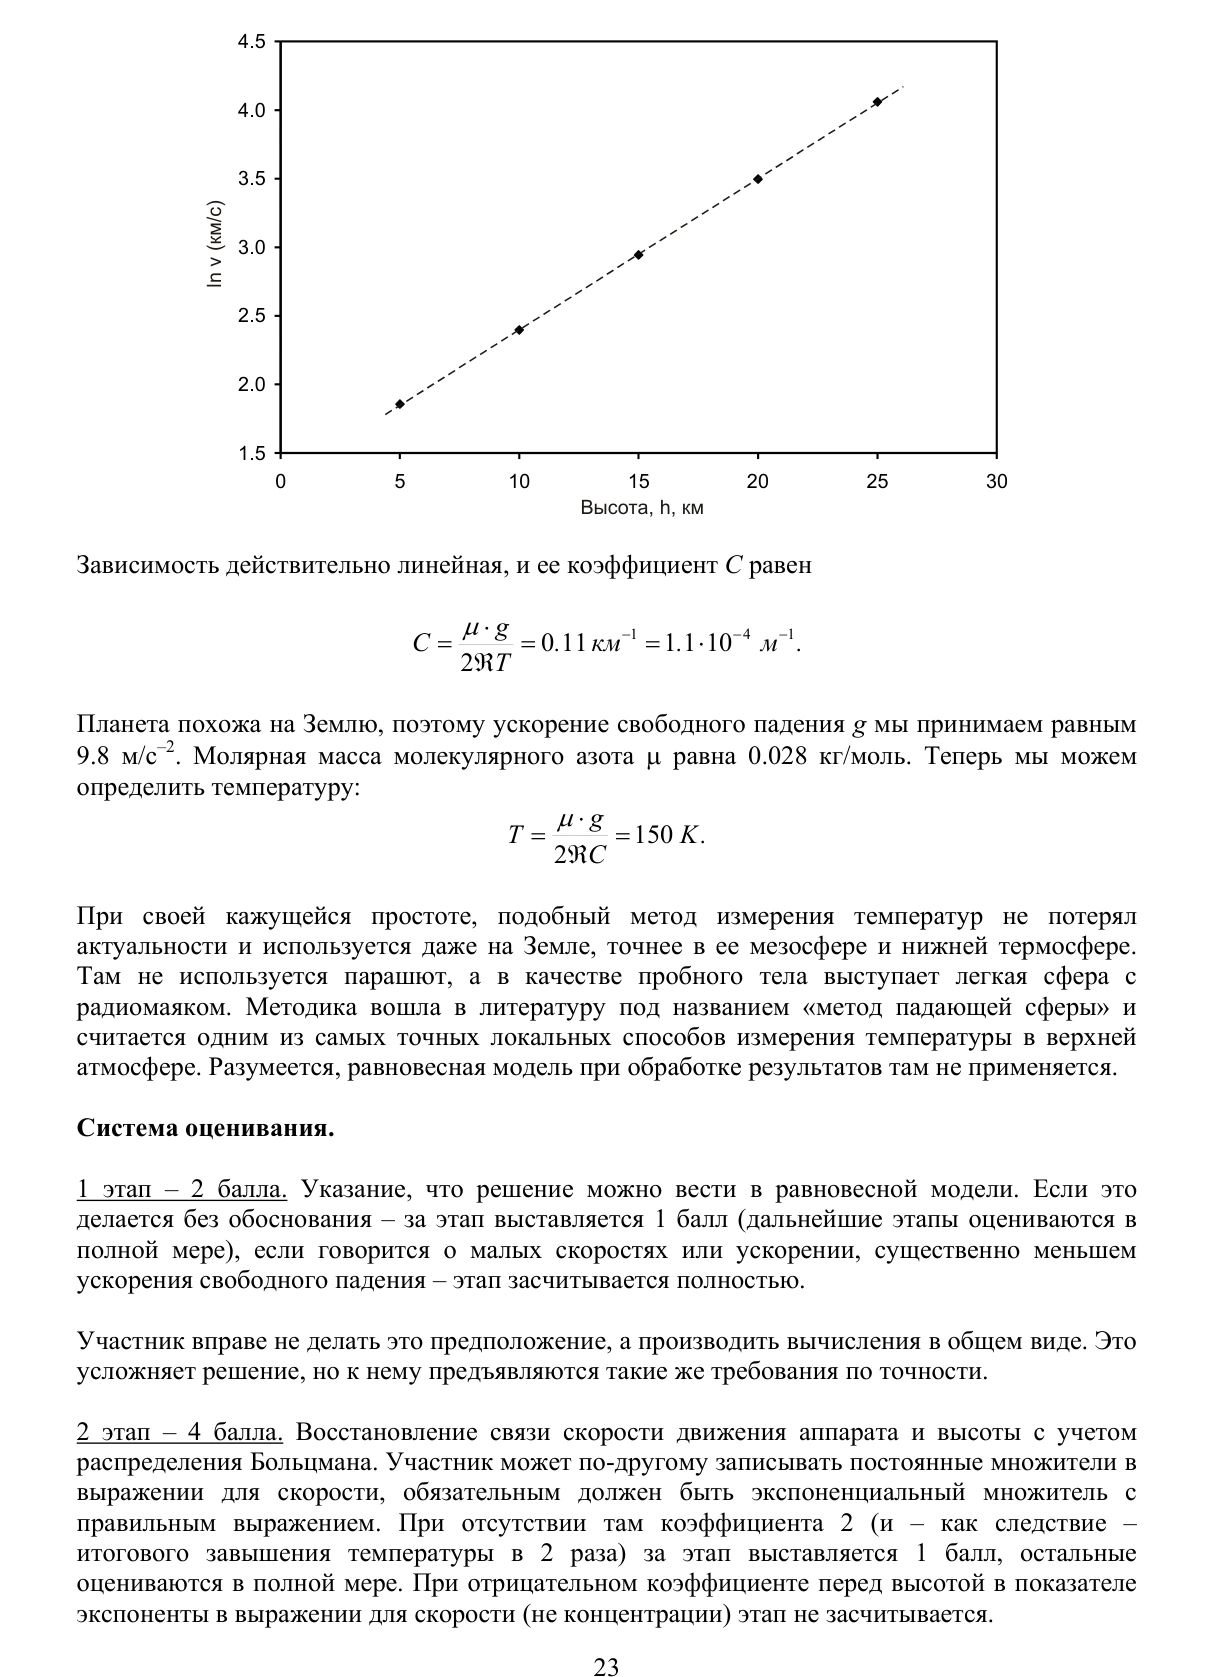 4.5
4.0
3.5
3.0
2.5
2.0
1.5
ln v (км/с)
0 5 10 15 20 25 30
Высота, h, км
Зависимость действительно линейная, и ее коэффициент C равен
C = μ · g / 2ℜT = 0.11 км⁻¹ = 1.1·10⁻⁴ м⁻¹.
Планета похожа на Землю, поэтому ускорение свободного падения g мы принимаем равным
9.8 м/с⁻². Молярная масса молекулярного азота μ равна 0.028 кг/моль. Теперь мы можем
определить температуру:
T = μ · g / 2ℜC = 150 K.
При своей кажущейся простоте, подобный метод измерения температур не потерял
актуальности и используется даже на Земле, точнее в ее мезосфере и нижней термосфере.
Там не используется парашют, а в качестве пробного тела выступает легкая сфера с
радиомаяком. Методика вошла в литературу под названием «метод падающей сферы» и
считается одним из самых точных локальных способов измерения температуры в верхней
атмосфере. Разумеется, равновесная модель при обработке результатов там не применяется.
Система оценивания.
1 этап – 2 балла. Указание, что решение можно вести в равновесной модели. Если это
делается без обоснования – за этап выставляется 1 балл (дальнейшие этапы оцениваются в
полной мере), если говорится о малых скоростях или ускорении, существенно меньшем
ускорения свободного падения – этап засчитывается полностью.
Участник вправе не делать это предположение, а производить вычисления в общем виде. Это
усложняет решение, но к нему предъявляются такие же требования по точности.
2 этап – 4 балла. Восстановление связи скорости движения аппарата и высоты с учетом
распределения Больцмана. Участник может по-другому записывать постоянные множители в
выражении для скорости, обязательным должен быть экспоненциальный множитель с
правильным выражением. При отсутствии там коэффициента 2 (и – как следствие –
итогового завышения температуры в 2 раза) за этап выставляется 1 балл, остальные
оцениваются в полной мере. При отрицательном коэффициенте перед высотой в показателе
экспоненты в выражении для скорости (не концентрации) этап не засчитывается.
23